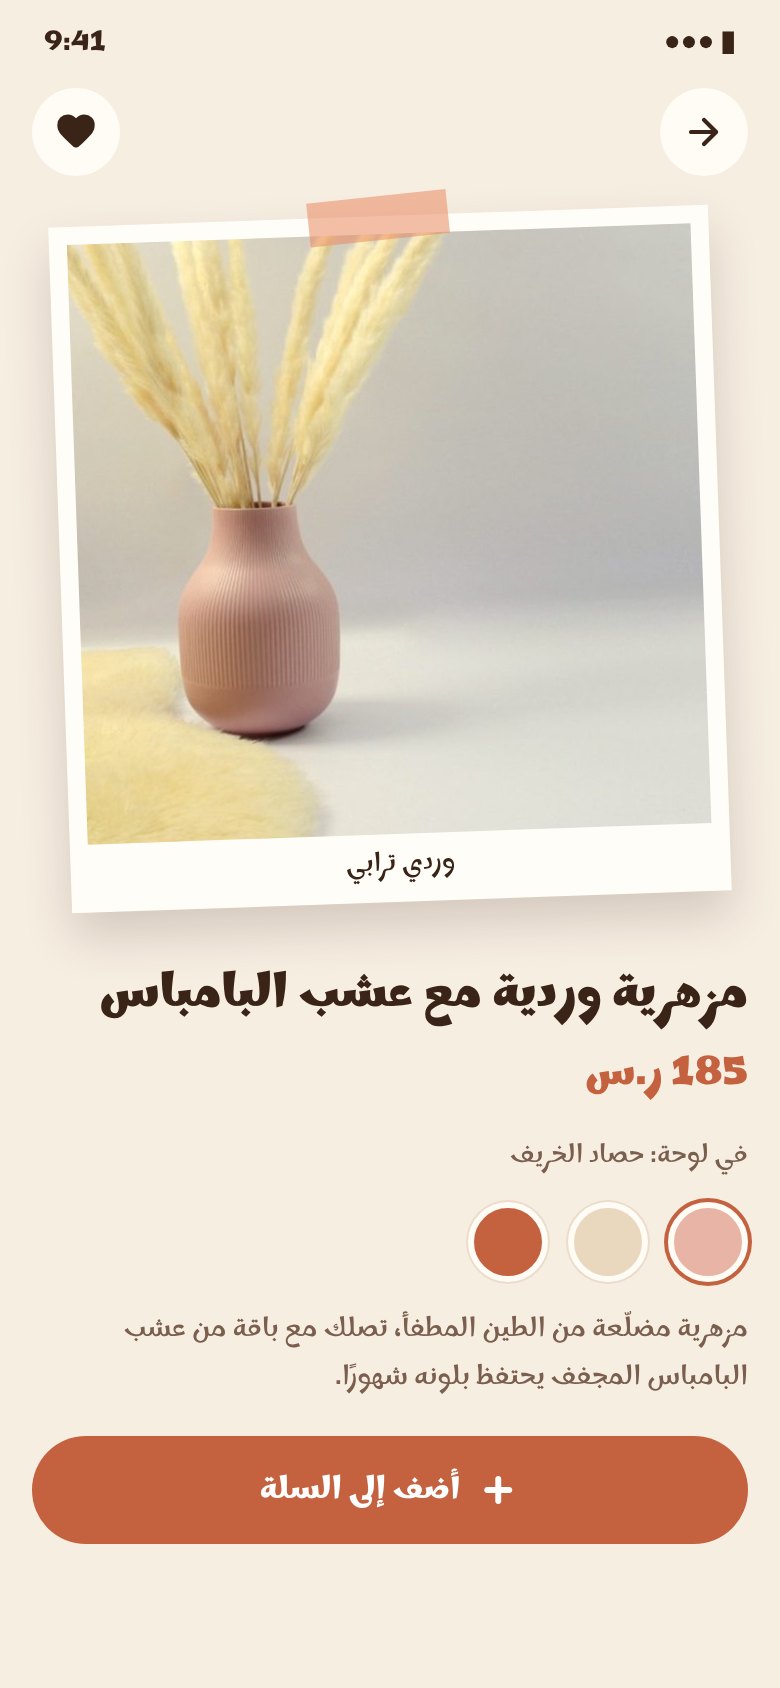 9:41
وردي ترابي
مزهرية وردية مع عشب البامباس
185 ر.س
في لوحة: حصاد الخريف
مزهرية مضلّعة من الطين المطفأ، تصلك مع باقة من عشب
البامباس المجفف يحتفظ بلونه شهورًا.
أضف إلى السلة